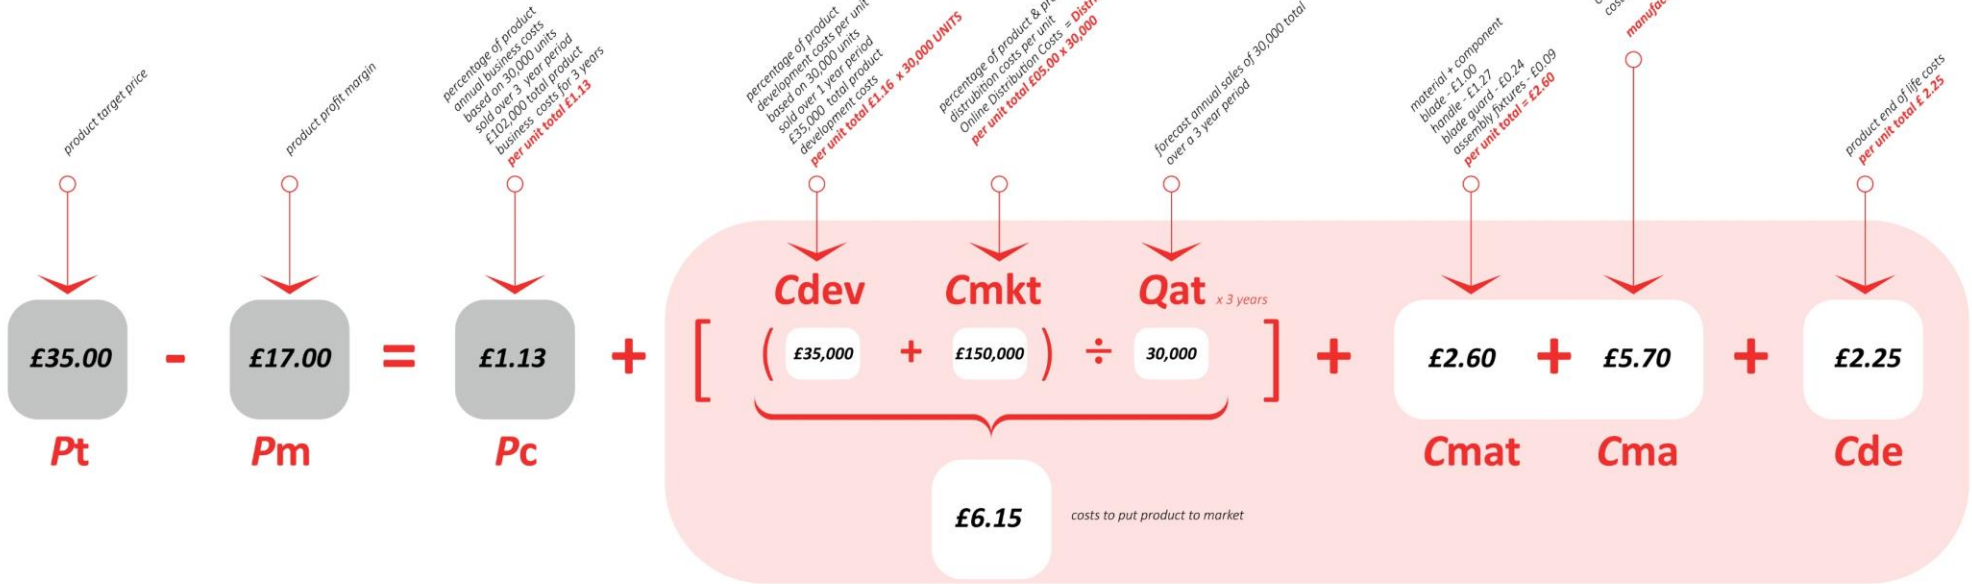 product target price
product profit margin
percentage of product
annual business costs
based on 30,000 units
sold over 3 year period
£102,000 total product
business costs for 3 years
per unit total £1.13
percentage of product
development costs per unit
based on 30,000 units
sold over 1 year period
£35,000 total product
development costs
per unit total £1.16 x 30,000 UNITS
percentage of product &
distrubition costs per unit
Online Distribution Costs =
per unit total £05.00 x 30,000
forecast annual sales of 30,000 total
over a 3 year period
material + component
blade - £1.00
handle - £1.27
blade guard - £0.24
assembly fixtures - £0.09
per unit total = £2.60
product end of life costs
per unit total £ 2.25
Cdev Cmkt Qat x 3 years
£35.00 - £17.00 = £1.13 + [ ( £35,000 + £150,000 ) ÷ 30,000 ] + £2.60 + £5.70 + £2.25
Pt Pm Pc Cmat Cma Cde
£6.15 costs to put product to market